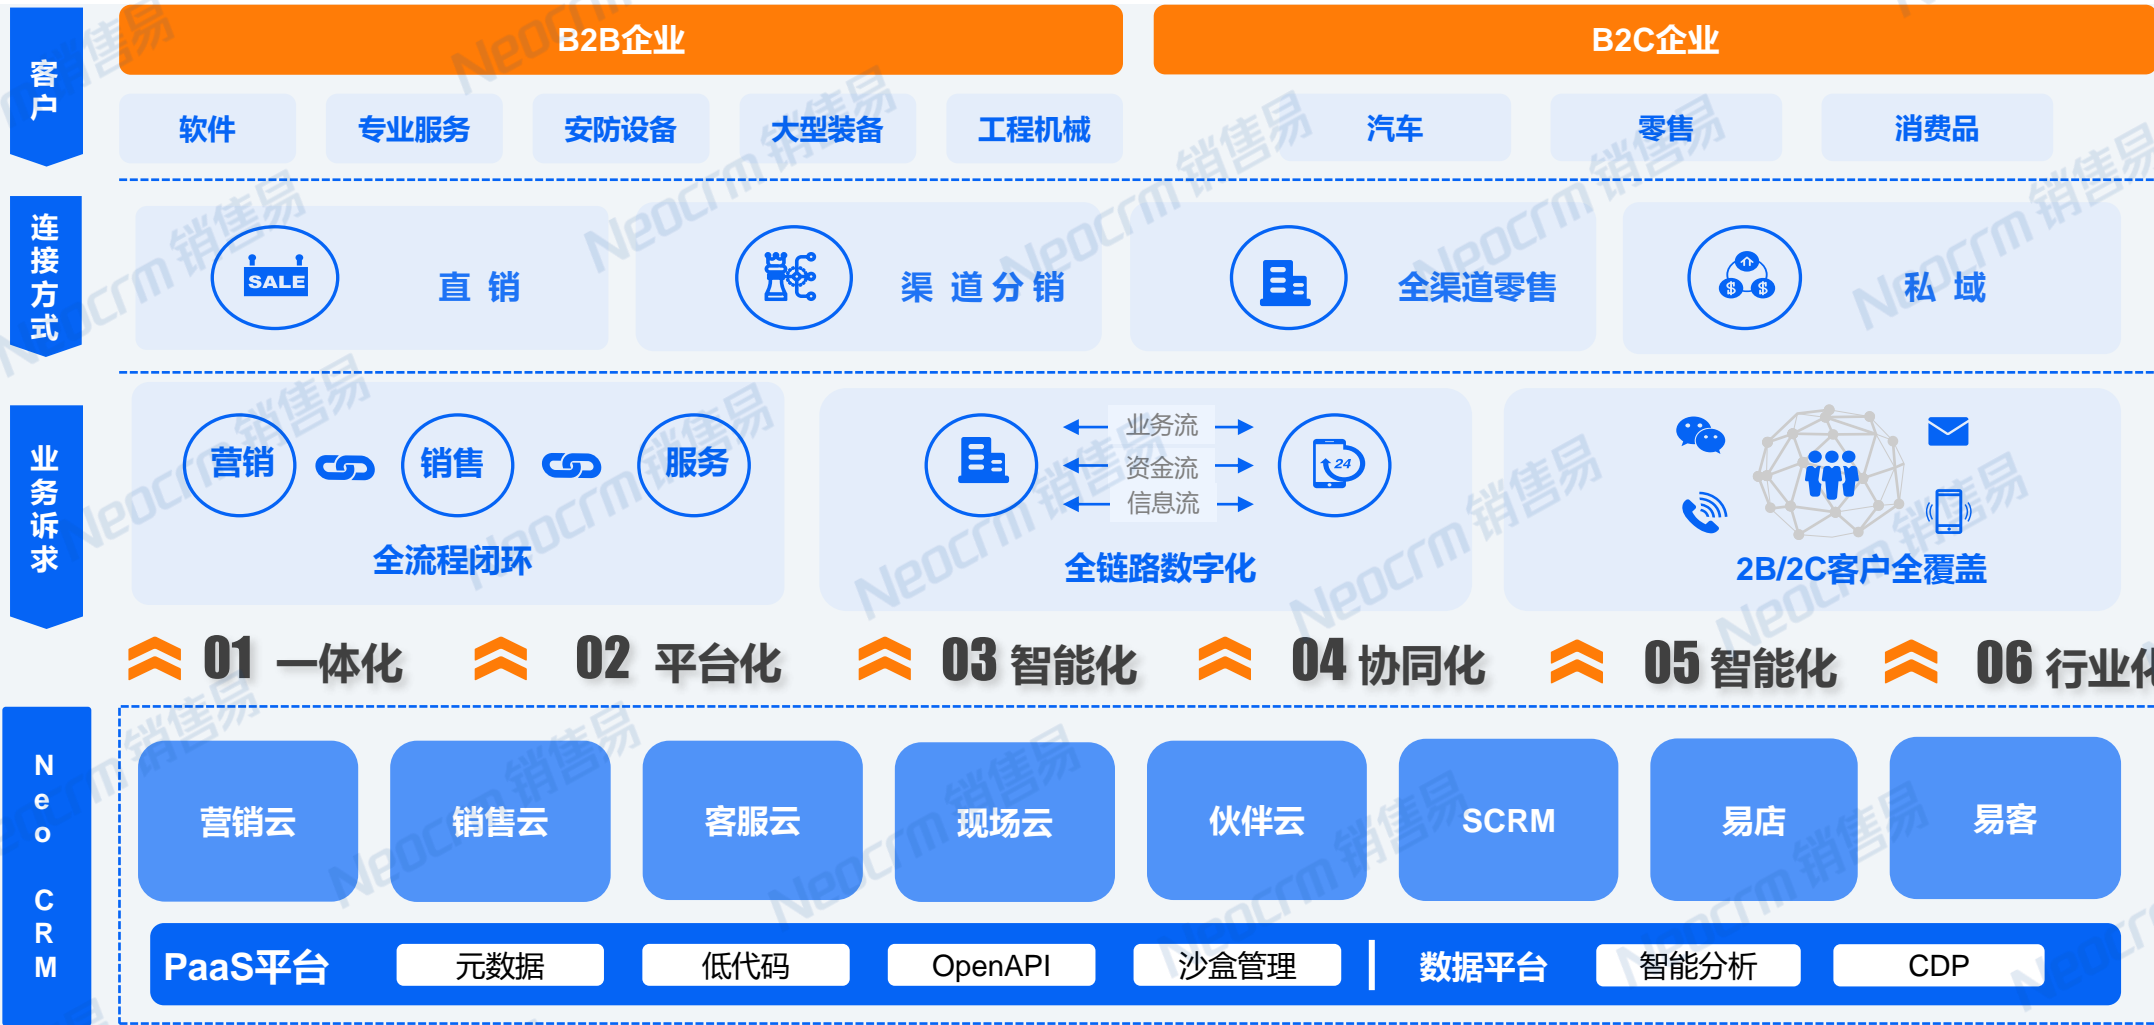 客户
B2B企业
B2C企业
软件
专业服务
安防设备
大型装备
工程机械
汽车
零售
消费品
连接方式
SALE
直 销
渠 道 分 销
全渠道零售
私 域
业务诉求
营销
销售
服务
全流程闭环
业务流
资金流
信息流
24
全链路数字化
2B/2C客户全覆盖
01 一体化
02 平台化
03 智能化
04 协同化
05 智能化
06 行业化
Neo CRM
营销云
销售云
客服云
现场云
伙伴云
SCRM
易店
易客
PaaS平台
元数据
低代码
OpenAPI
沙盒管理
数据平台
智能分析
CDP
Neocrm 销售易